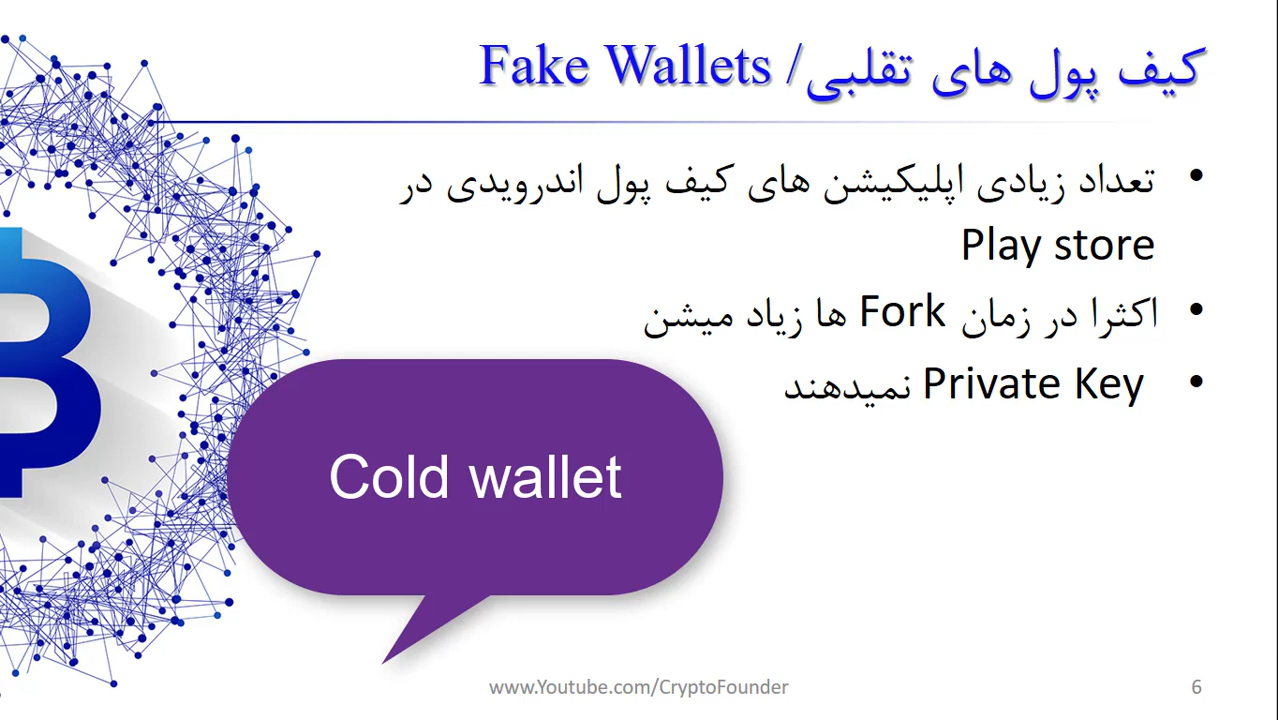 کیف پول های تقلبی/ Fake Wallets
• تعداد زیادی اپلیکیشن های کیف پول اندرویدی در
Play store
• اکثرا در زمان Fork ها زیاد میشن
• Private Key نمیدهند
Cold wallet
www.Youtube.com/CryptoFounder
6